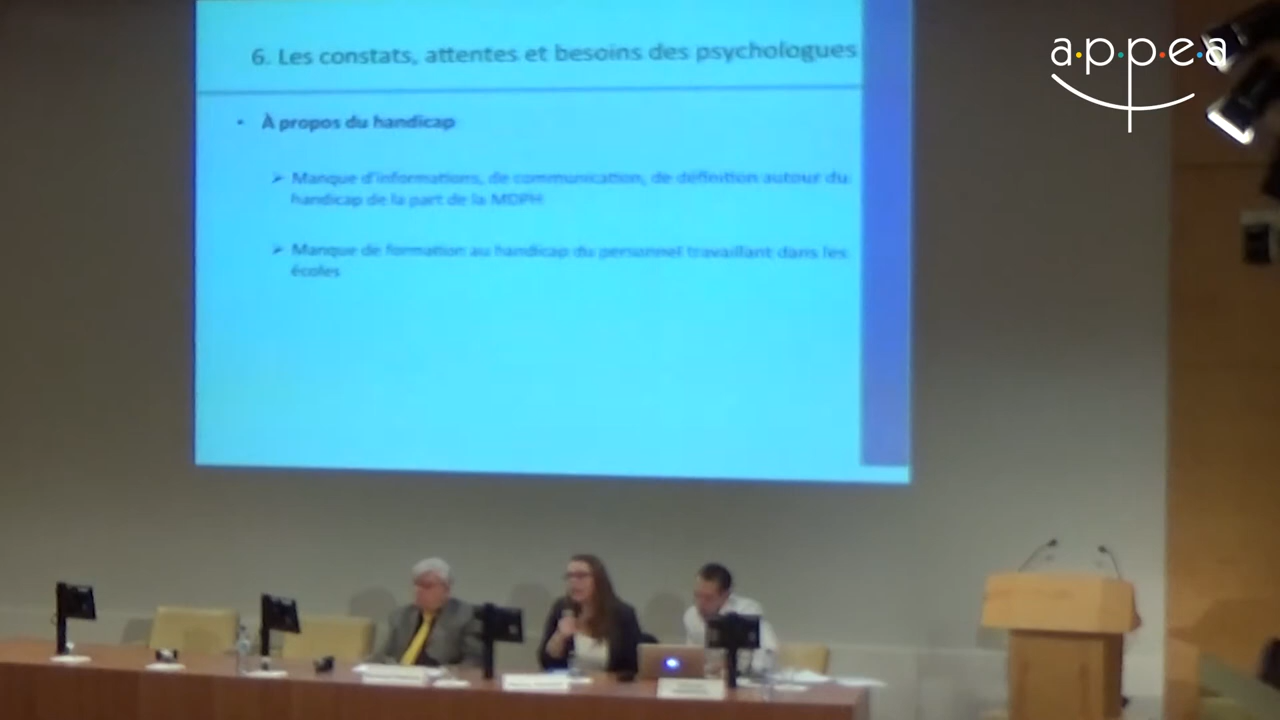 a.p.p.e.a
6. Les constats, attentes et besoins des psychologues
• À propos du handicap
➢ Manque d'informations, de communication, de définition autour du
handicap de la part de la MDPH
➢ Manque de formation au handicap du personnel travaillant dans les
écoles